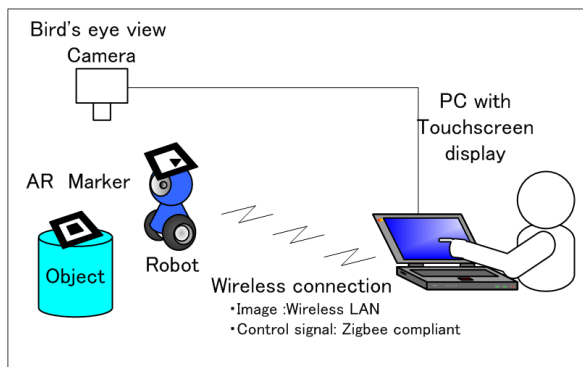 Bird's eye view
Camera
PC with
Touchscreen
display
AR Marker
Object
Robot
Wireless connection
・Image :Wireless LAN
・Control signal: Zigbee compliant